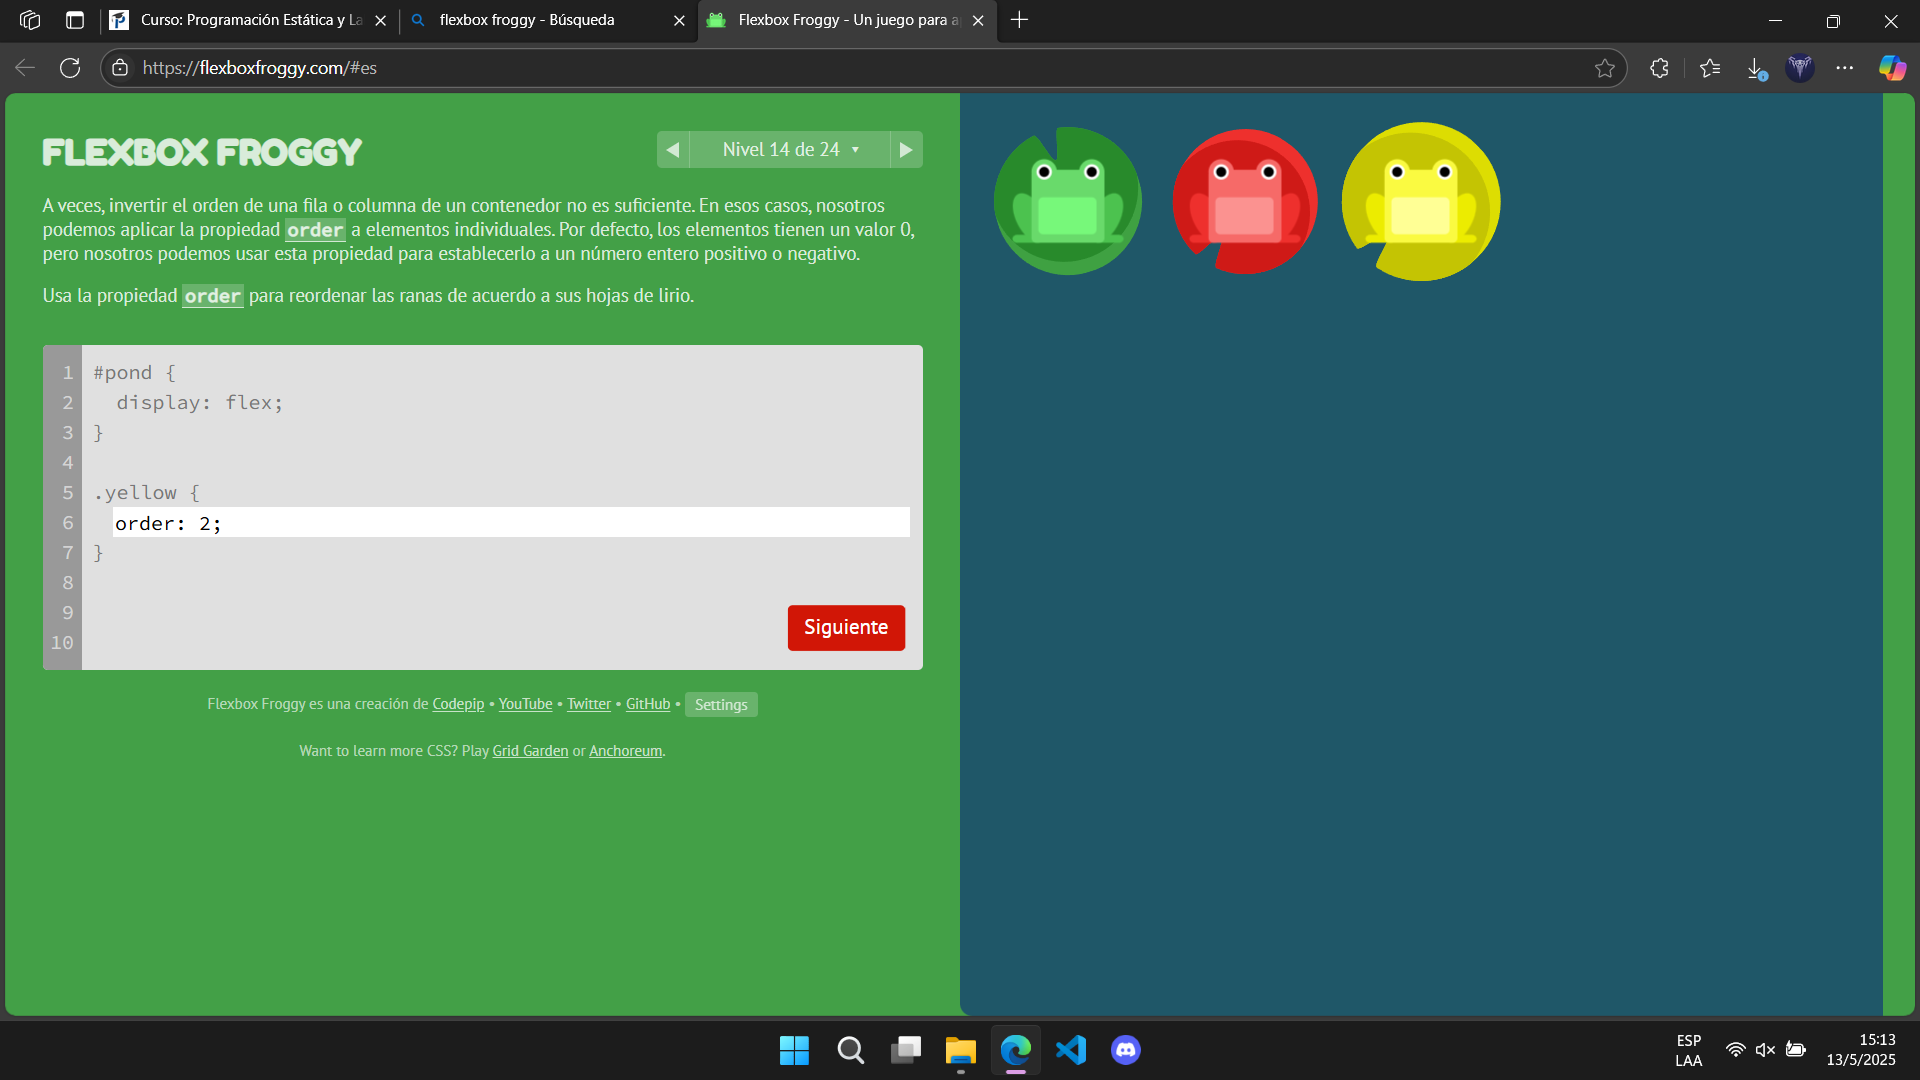 Curso: Programación Estática y La
flexbox froggy - Búsqueda
Flexbox Froggy - Un juego para a
https://flexboxfroggy.com/#es
FLEXBOX FROGGY
Nivel 14 de 24
A veces, invertir el orden de una fila o columna de un contenedor no es suficiente. En esos casos, nosotros
podemos aplicar la propiedad order a elementos individuales. Por defecto, los elementos tienen un valor 0,
pero nosotros podemos usar esta propiedad para establecerlo a un número entero positivo o negativo.
Usa la propiedad order para reordenar las ranas de acuerdo a sus hojas de lirio.
1 #pond {
2 display: flex;
3 }
4
5 .yellow {
6 order: 2;
7 }
8
9
10
Siguiente
Flexbox Froggy es una creación de Codepip • YouTube • Twitter • GitHub • Settings
Want to learn more CSS? Play Grid Garden or Anchoreum.
ESP
LAA
15:13
13/5/2025